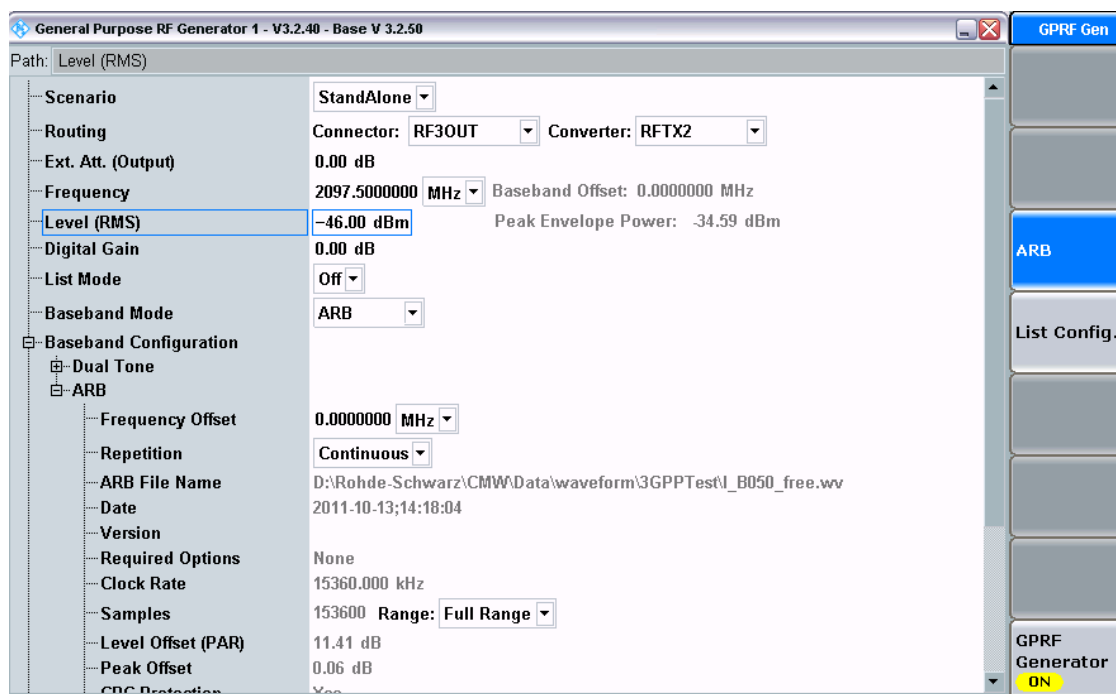 General Purpose RF Generator 1 - V3.2.40 - Base V 3.2.50
GPRF Gen
Path: Level (RMS)
Scenario StandAlone
Routing Connector: RF3OUT Converter: RFTX2
Ext. Att. (Output) 0.00 dB
Frequency 2097.5000000 MHz Baseband Offset: 0.0000000 MHz
Level (RMS) -46.00 dBm Peak Envelope Power: -34.59 dBm
Digital Gain 0.00 dB
ARB
List Mode Off
Baseband Mode ARB
List Config.
Baseband Configuration
Dual Tone
ARB
Frequency Offset 0.0000000 MHz
Repetition Continuous
ARB File Name D:\Rohde-Schwarz\CMW\Data\waveform\3GPPTest\I_B050_free.wv
Date 2011-10-13;14:18:04
Version
Required Options None
Clock Rate 15360.000 kHz
Samples 153600 Range: Full Range
Level Offset (PAR) 11.41 dB
Peak Offset 0.06 dB
CRC Protection Yes
GPRF
Generator
ON